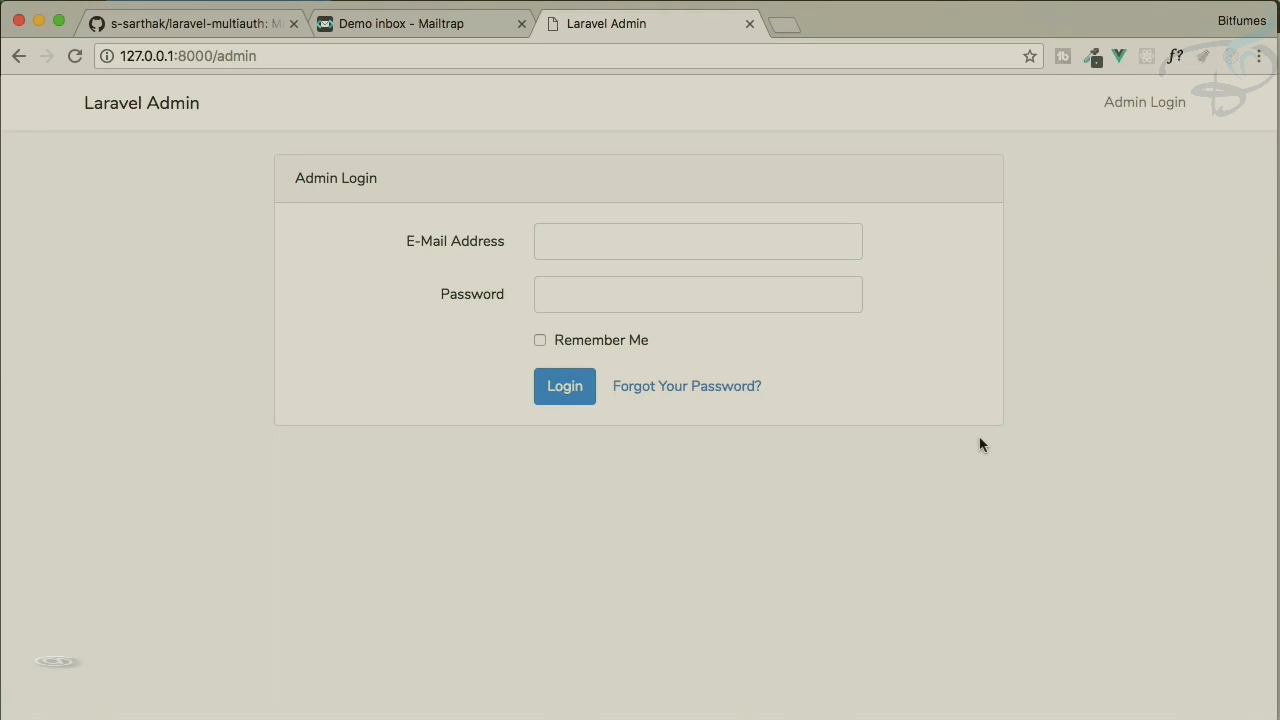 s-sarthak/laravel-multiauth: M
Demo inbox - Mailtrap
Laravel Admin
Bitfumes
127.0.0.1:8000/admin
f?
Laravel Admin
Admin Login
Admin Login
E-Mail Address
Password
Remember Me
Login
Forgot Your Password?